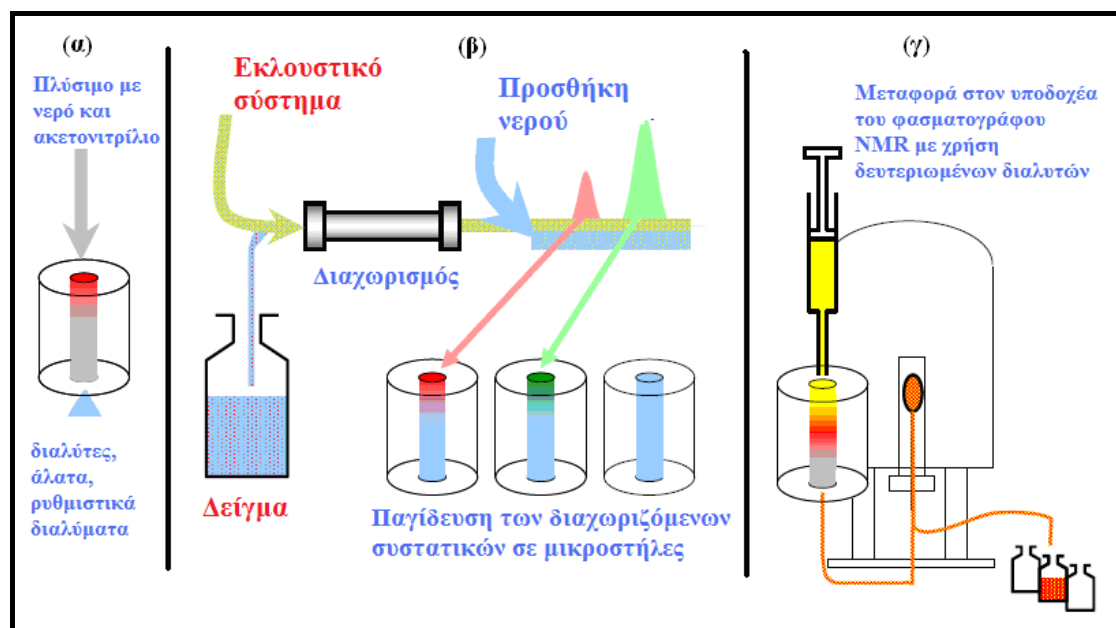 (α)
Πλύσιμο με
νερό και
ακετονιτρίλιο
διαλύτες,
άλατα,
ρυθμιστικά
διαλύματα
(β)
Εκλουστικό
σύστημα
Προσθήκη
νερού
Διαχωρισμός
Δείγμα
Παγίδευση των διαχωριζόμενων
συστατικών σε μικροστήλες
(γ)
Μεταφορά στον υποδοχέα
του φασματογράφου
NMR με χρήση
δευτεριωμένων διαλυτών